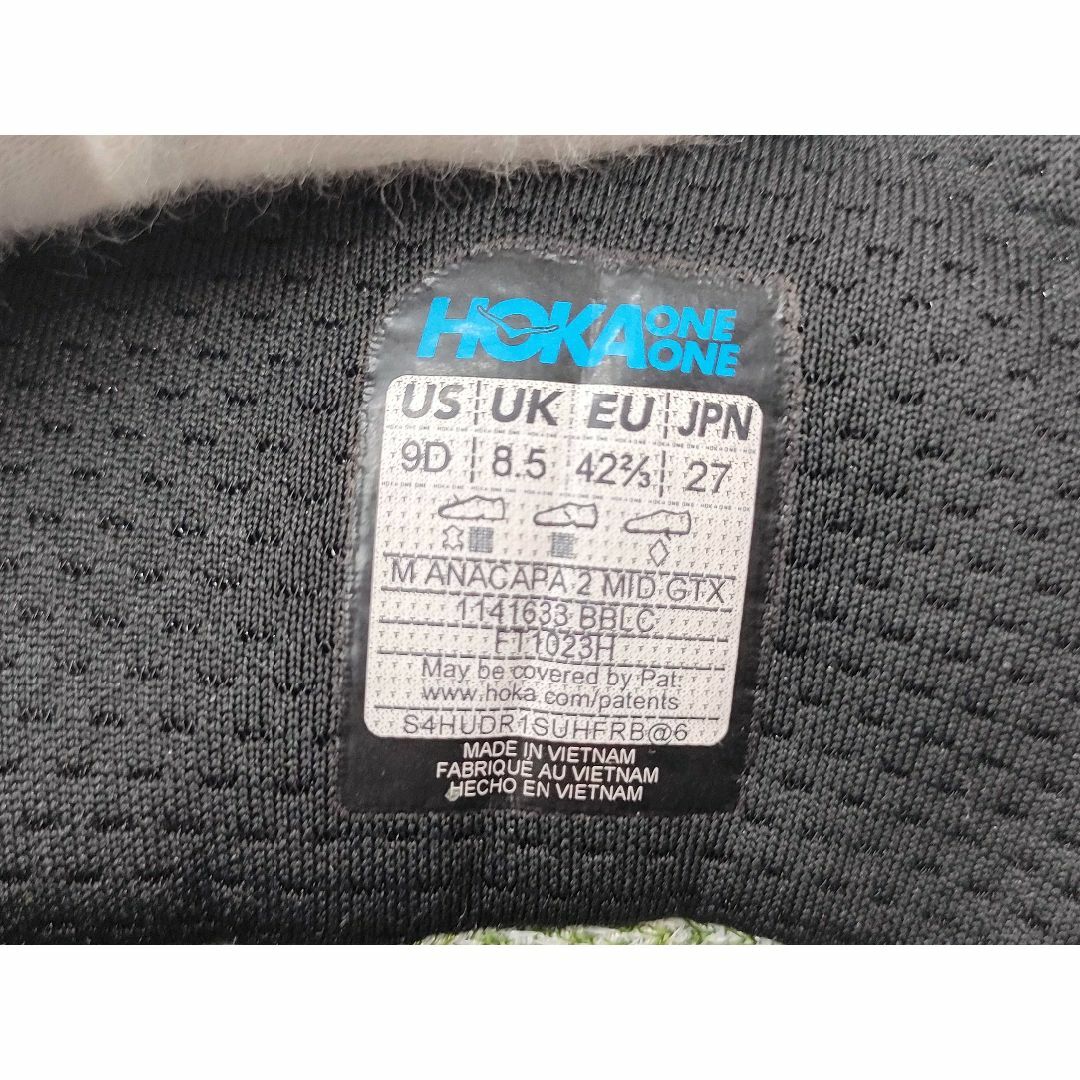 HOKA ONE ONE
US UK EU JPN
9D 8.5 42⅔ 27
M ANACAPA 2 MID GTX
1141633 BBLC
FT1023H
May be covered by Pat:
www.hoka.com/patents
S4HUDR1SUHFRB@6
MADE IN VIETNAM
FABRIQUÉ AU VIETNAM
HECHO EN VIETNAM